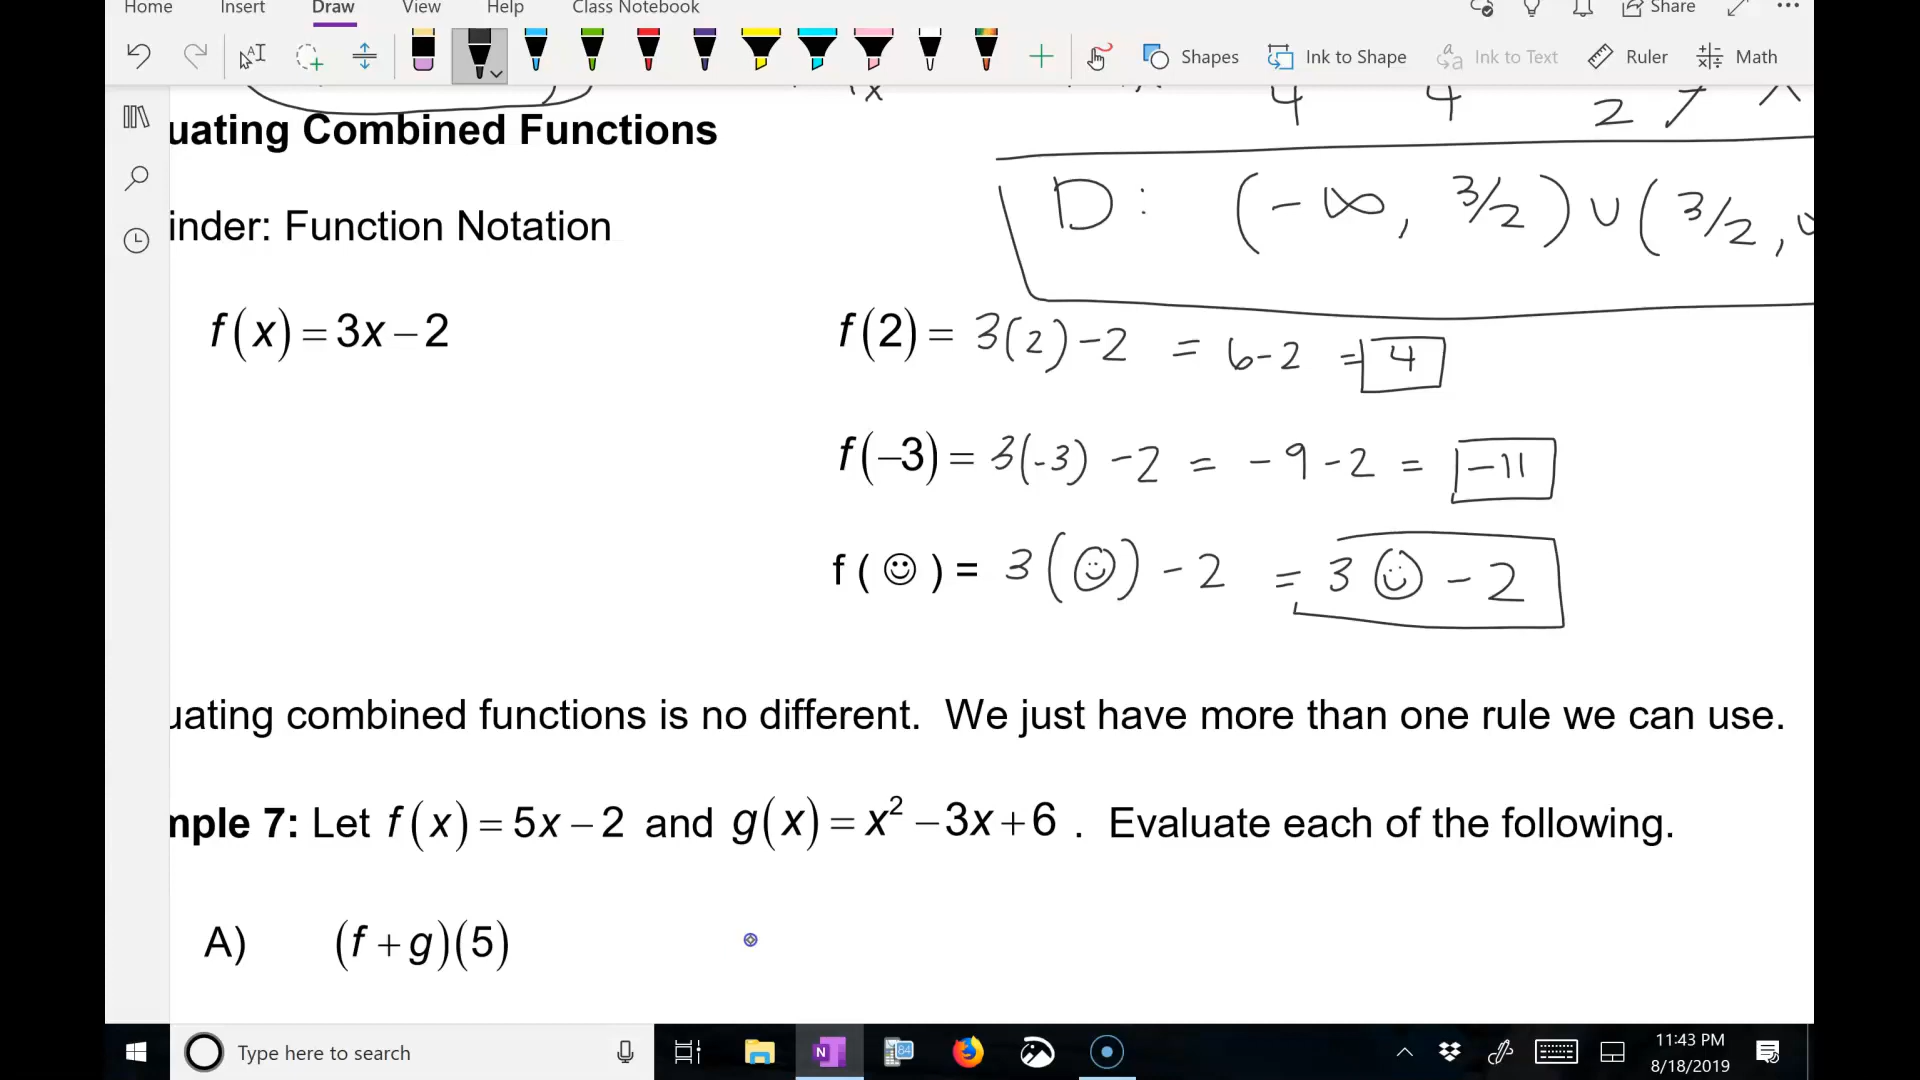 Home Insert Draw View Help Class Notebook Share
Shapes Ink to Shape Ink to Text Ruler Math
uating Combined Functions
4 4 2
D: (-∞, 3/2) ∪ (3/2,
inder: Function Notation
f(x) = 3x − 2
f(2) = 3(2) - 2 = 6 - 2 = 4
f(−3) = 3(-3) - 2 = -9 - 2 = -11
f ( ☺ ) = 3 (☺) - 2 = 3 ☺ - 2
uating combined functions is no different. We just have more than one rule we can use.
mple 7: Let f(x) = 5x − 2 and g(x) = x² − 3x + 6 . Evaluate each of the following.
A) (f + g)(5)
Type here to search
11:43 PM
8/18/2019